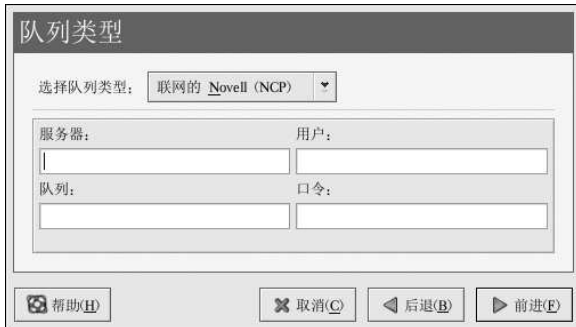 队列类型
选择队列类型： 联网的 Novell (NCP)
服务器： 用户：
队列： 口令：
帮助(H) 取消(C) 后退(B) 前进(F)